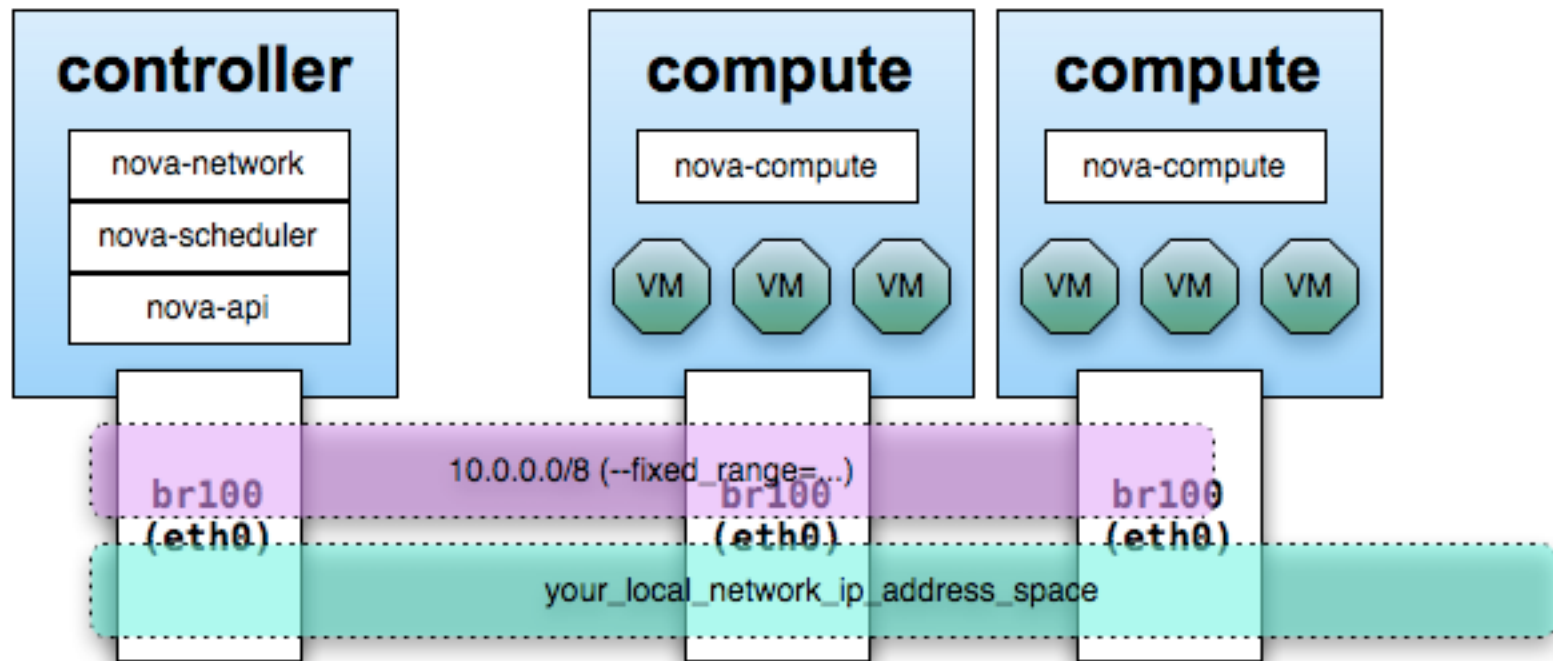 controller
nova-network
nova-scheduler
nova-api
compute
nova-compute
VM VM VM
compute
nova-compute
VM VM VM
10.0.0.0/8 (--fixed_range=...)
br100
(eth0)
br100
(eth0)
br100
(eth0)
your_local_network_ip_address_space